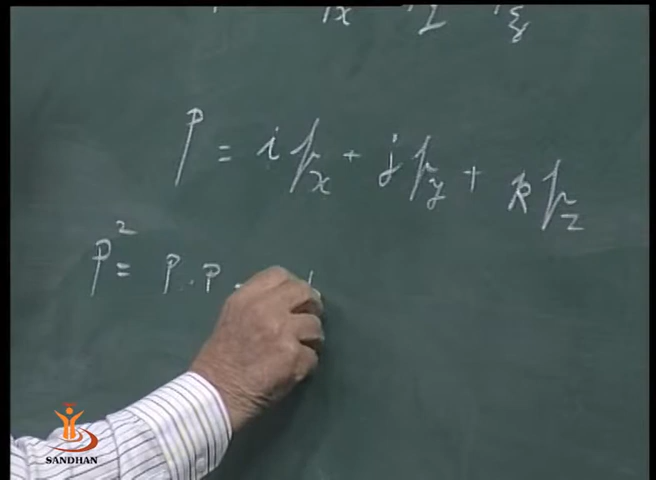 x y z
p = i p_x + j p_y + k p_z
p² = p . p =
SANDHAN